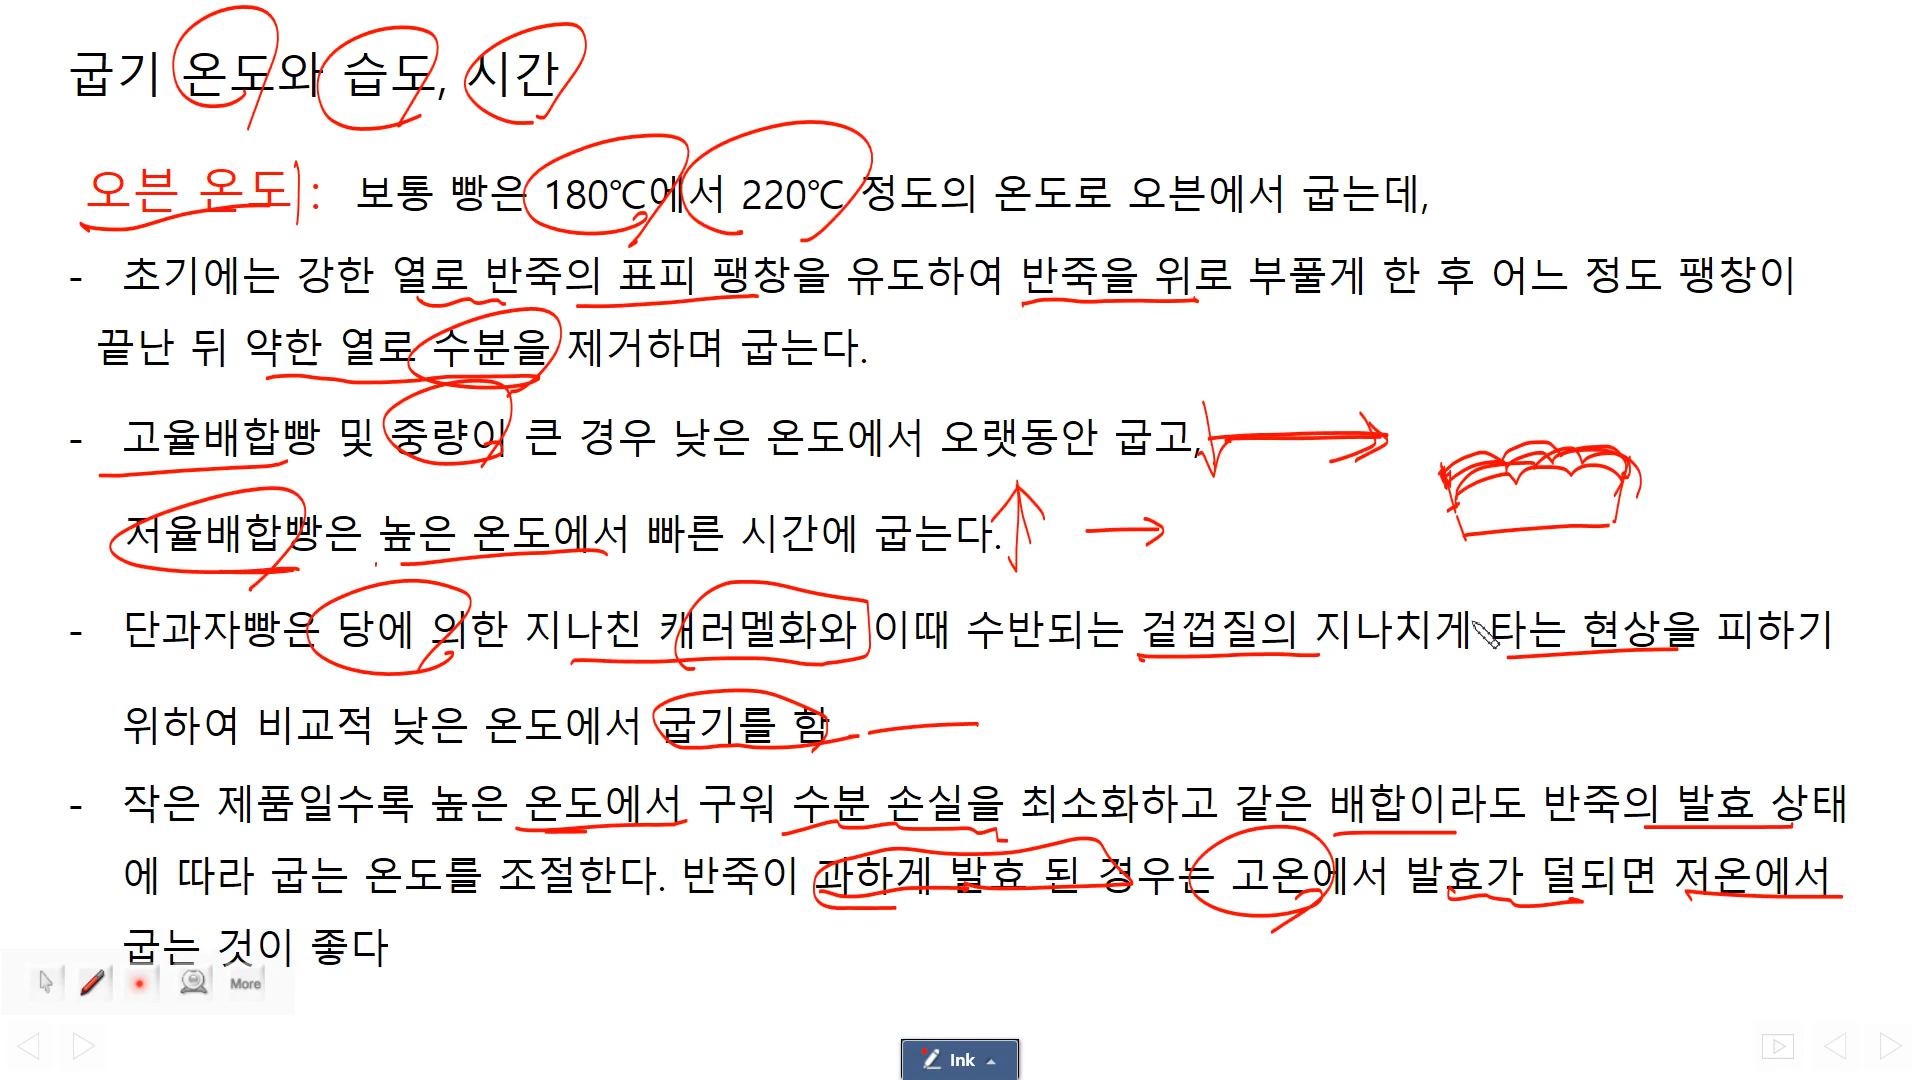 굽기 온도와 습도, 시간
오븐 온도 : 보통 빵은 180℃에서 220℃ 정도의 온도로 오븐에서 굽는데,
- 초기에는 강한 열로 반죽의 표피 팽창을 유도하여 반죽을 위로 부풀게 한 후 어느 정도 팽창이
끝난 뒤 약한 열로 수분을 제거하며 굽는다.
- 고율배합빵 및 중량이 큰 경우 낮은 온도에서 오랫동안 굽고,
저율배합빵은 높은 온도에서 빠른 시간에 굽는다.
- 단과자빵은 당에 의한 지나친 캐러멜화와 이때 수반되는 겉껍질의 지나치게 타는 현상을 피하기
위하여 비교적 낮은 온도에서 굽기를 함
- 작은 제품일수록 높은 온도에서 구워 수분 손실을 최소화하고 같은 배합이라도 반죽의 발효 상태
에 따라 굽는 온도를 조절한다. 반죽이 과하게 발효 된 경우는 고온에서 발효가 덜되면 저온에서
굽는 것이 좋다
More
Ink